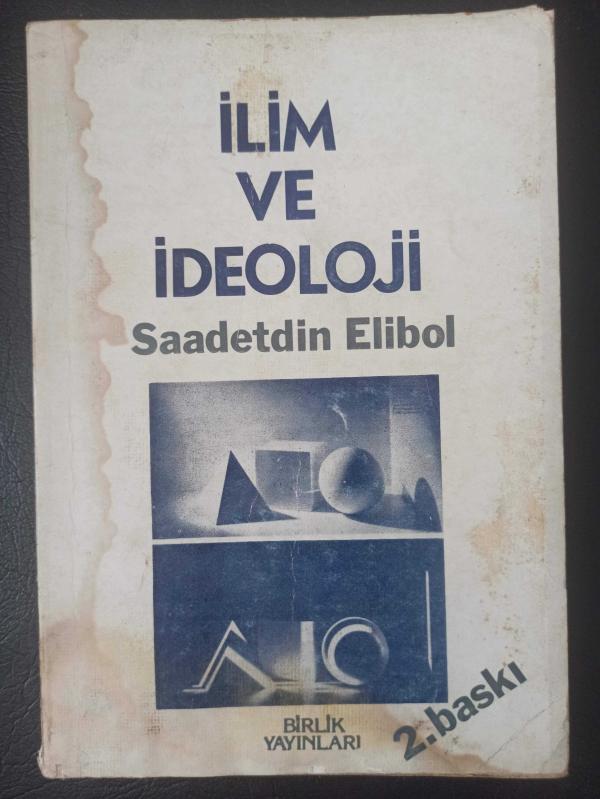 İLİM
VE
İDEOLOJİ
Saadetdin Elibol
BİRLİK
YAYINLARI
2.baskı